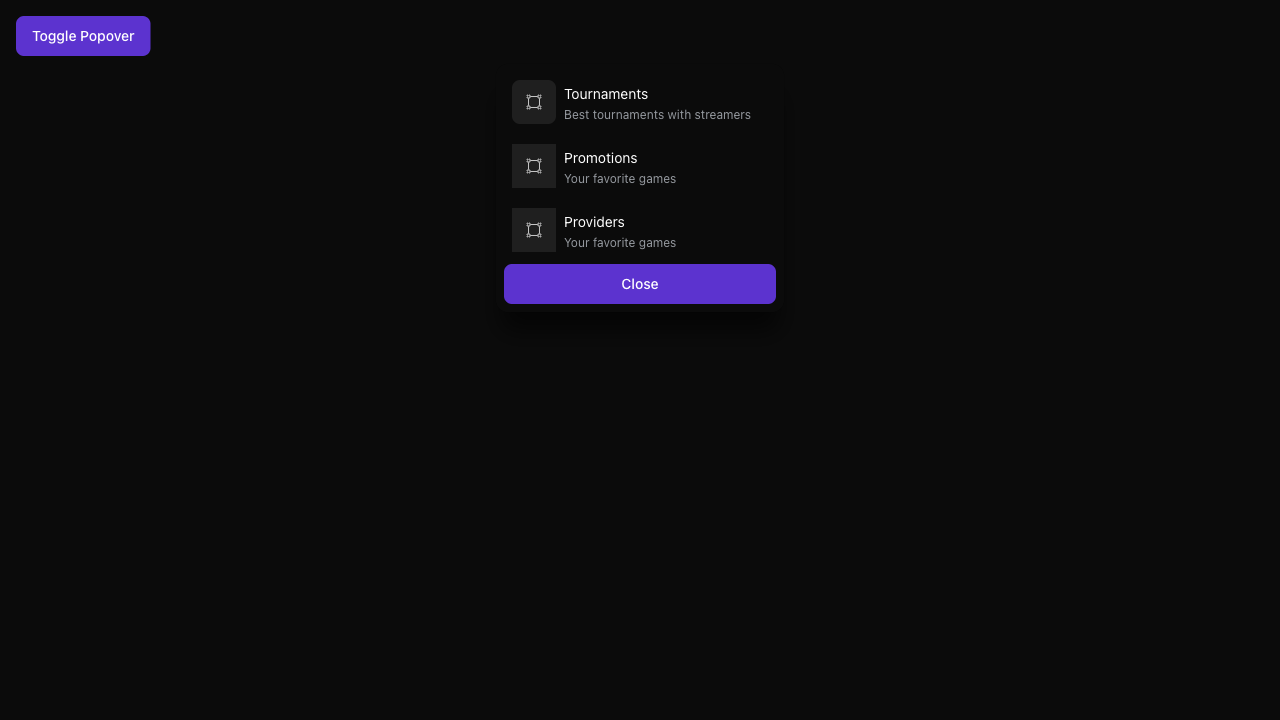 Toggle Popover
Tournaments
Best tournaments with streamers
Promotions
Your favorite games
Providers
Your favorite games
Close